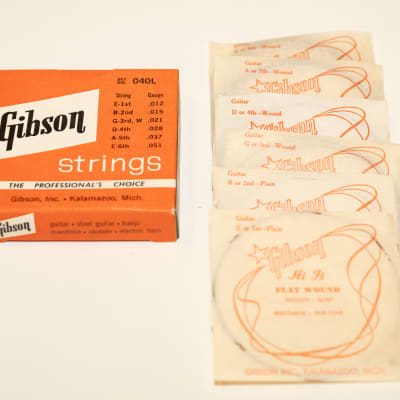 SET NO. 040L
String Gauge
E-1st .012
B-2nd .015
G-3rd, W .021
D-4th .028
A-5th .037
E-6th .051
Gibson
strings
THE PROFESSIONAL'S CHOICE
Gibson, Inc. • Kalamazoo, Mich.
Gibson
guitar • steel guitar • banjo
mandolin • ukulele • electric bass
Guitar
Wound
Guitar
A or 5th-Wound
Gibson
Guitar
D or 4th-Wound
Guitar
G or 3rd-Wound
Gibson
Guitar
B or 2nd-Plain
Guitar
E or 1st-Plain
Gibson
Hi Fi
FLAT WOUND
GIBSON INC., KALAMAZOO, MICH.